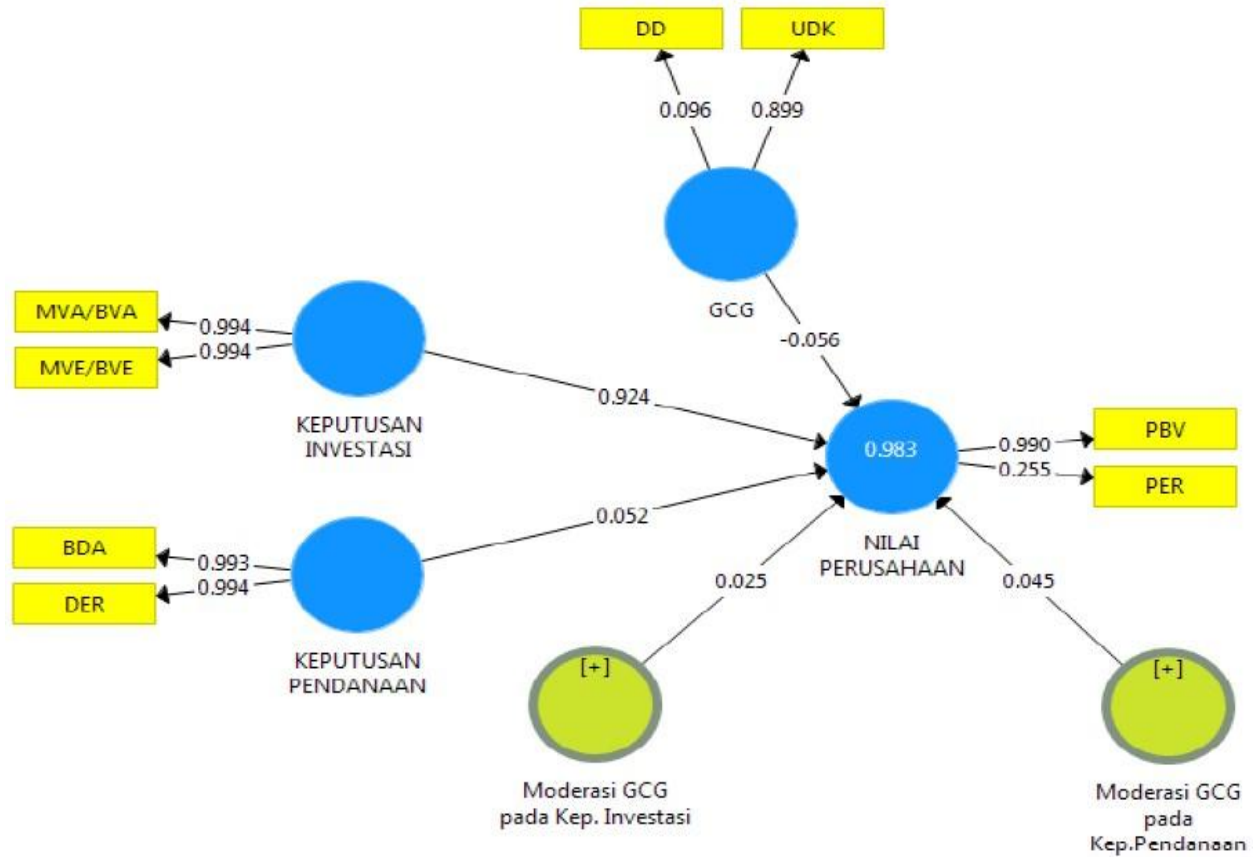 DD
UDK
0.096
0.899
GCG
-0.056
MVA/BVA
MVE/BVE
0.994
0.994
KEPUTUSAN
INVESTASI
0.924
BDA
DER
0.993
0.994
KEPUTUSAN
PENDANAAN
0.052
0.983
NILAI
PERUSAHAAN
0.990
0.255
PBV
PER
0.025
0.045
[+]
Moderasi GCG
pada Kep. Investasi
[+]
Moderasi GCG
pada
Kep.Pendanaan